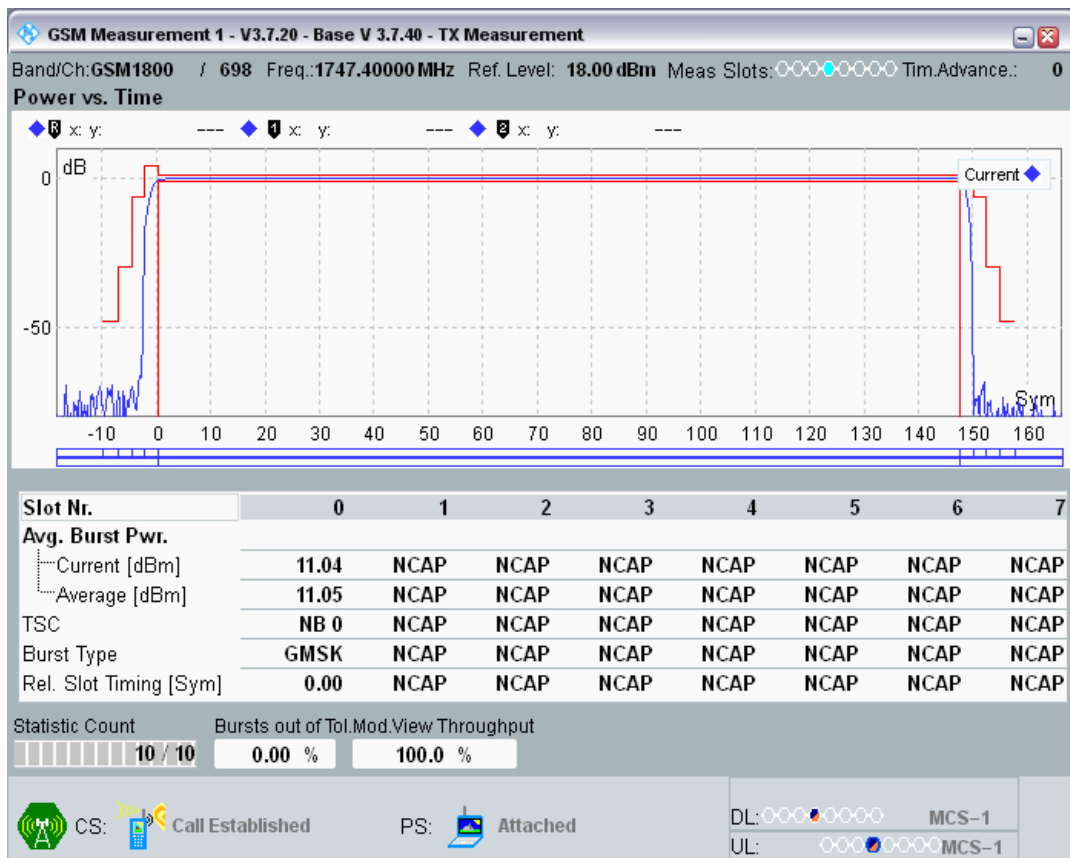 GSM Measurement 1 - V3.7.20 - Base V 3.7.40 - TX Measurement
Band/Ch:GSM1800 / 698 Freq.:1747.40000 MHz Ref. Level: 18.00 dBm Meas Slots: Tim.Advance.: 0
Power vs. Time
R x: y: --- 1 x: y: --- 2 x: y: ---
dB
Current
0
-50
Sym
-10 0 10 20 30 40 50 60 70 80 90 100 110 120 130 140 150 160
Slot Nr. 0 1 2 3 4 5 6 7
Avg. Burst Pwr.
Current [dBm] 11.04 NCAP NCAP NCAP NCAP NCAP NCAP NCAP
Average [dBm] 11.05 NCAP NCAP NCAP NCAP NCAP NCAP NCAP
TSC NB 0 NCAP NCAP NCAP NCAP NCAP NCAP NCAP
Burst Type GMSK NCAP NCAP NCAP NCAP NCAP NCAP NCAP
Rel. Slot Timing [Sym] 0.00 NCAP NCAP NCAP NCAP NCAP NCAP NCAP
Statistic Count Bursts out of Tol.Mod.View Throughput
10 / 10 0.00 % 100.0 %
CS: Call Established PS: Attached
DL: MCS-1
UL: MCS-1